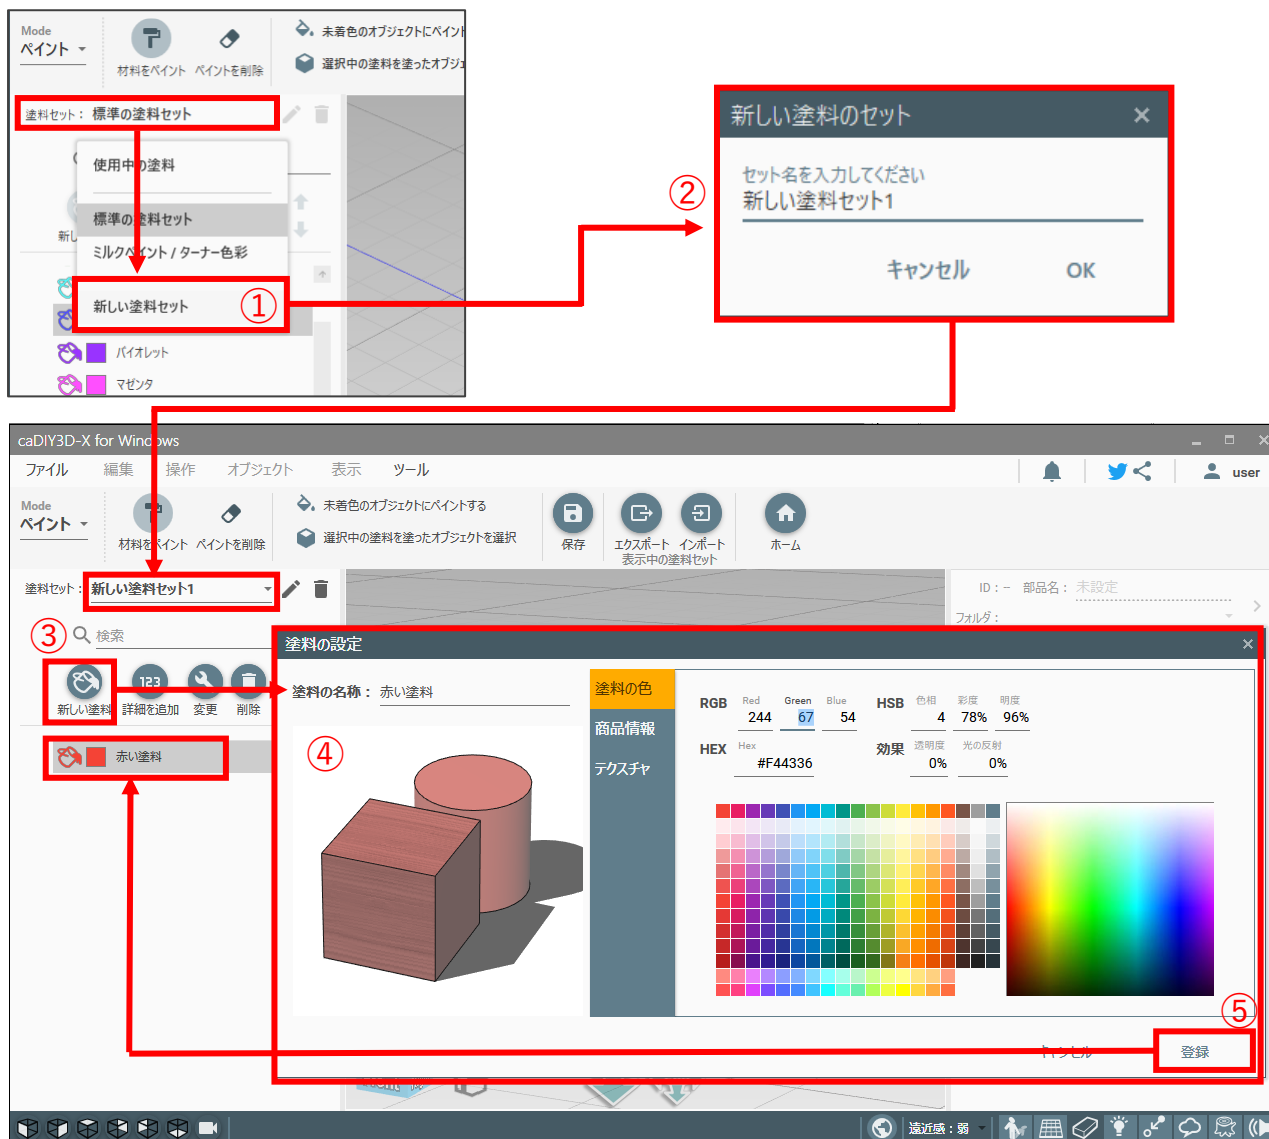 Mode
ペイント
材料をペイント
ペイントを削除
未着色のオブジェクトにペイント
選択中の塗料を塗ったオブジェ
塗料セット：
標準の塗料セット
使用中の塗料
標準の塗料セット
ミルクペイント / ターナー色彩
新しい塗料セット
①
バイオレット
マゼンタ
②
新しい塗料のセット
セット名を入力してください
新しい塗料セット1
キャンセル
OK
caDIY3D-X for Windows
ファイル
編集
操作
オブジェクト
表示
ツール
user
Mode
ペイント
材料をペイント
ペイントを削除
未着色のオブジェクトにペイントする
選択中の塗料を塗ったオブジェクトを選択
保存
エクスポート
インポート
表示中の塗料セット
ホーム
塗料セット：
新しい塗料セット1
ID：−
部品名：
未設定
フォルダ：
③
検索
新しい塗料
123
詳細を追加
変更
削除
赤い塗料
塗料の設定
塗料の名称：
赤い塗料
④
塗料の色
商品情報
テクスチャ
RGB
Red
244
Green
67
Blue
54
HSB
色相
4
彩度
78%
明度
96%
HEX
Hex
#F44336
効果
透明度
0%
光の反射
0%
⑤
キャンセル
登録
遠近感：弱